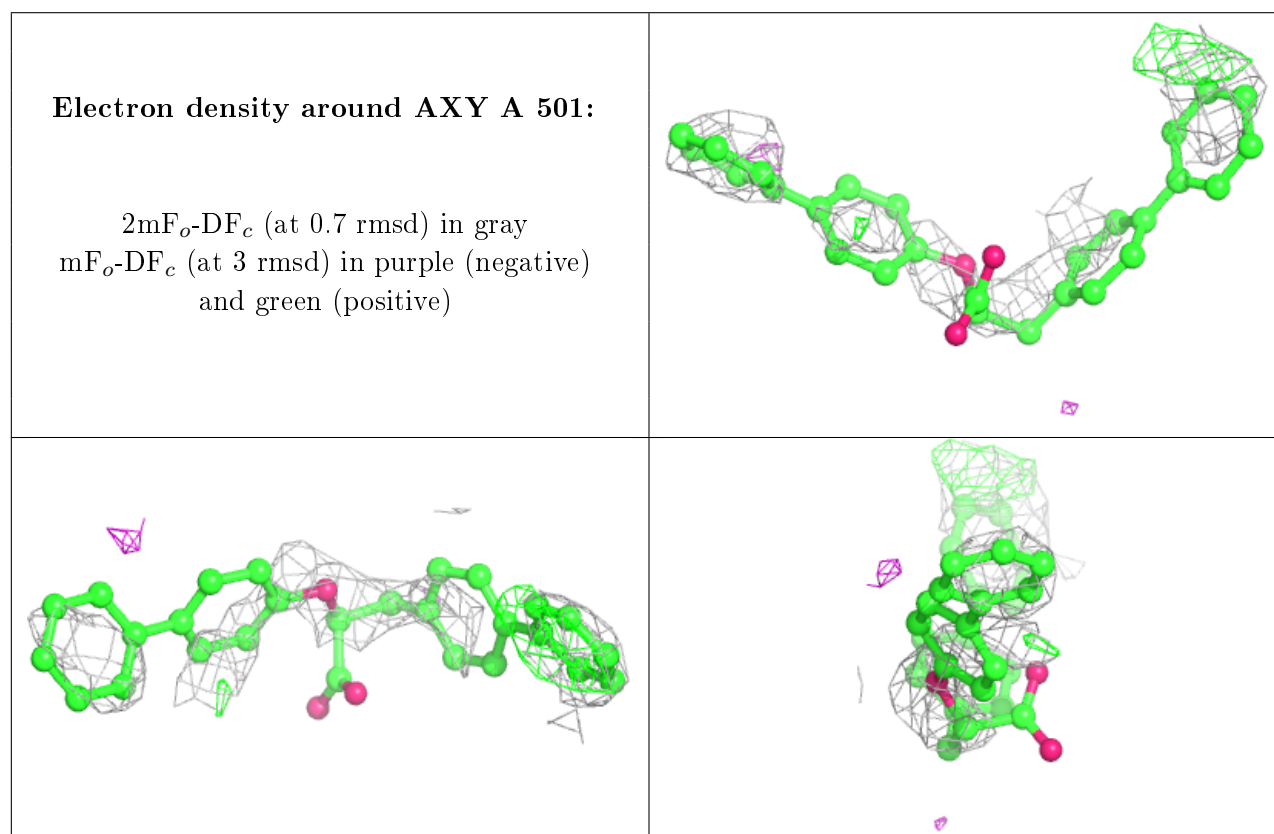 Electron density around AXY A 501:
2mFₒ-DF𝒸 (at 0.7 rmsd) in gray
mFₒ-DF𝒸 (at 3 rmsd) in purple (negative)
and green (positive)